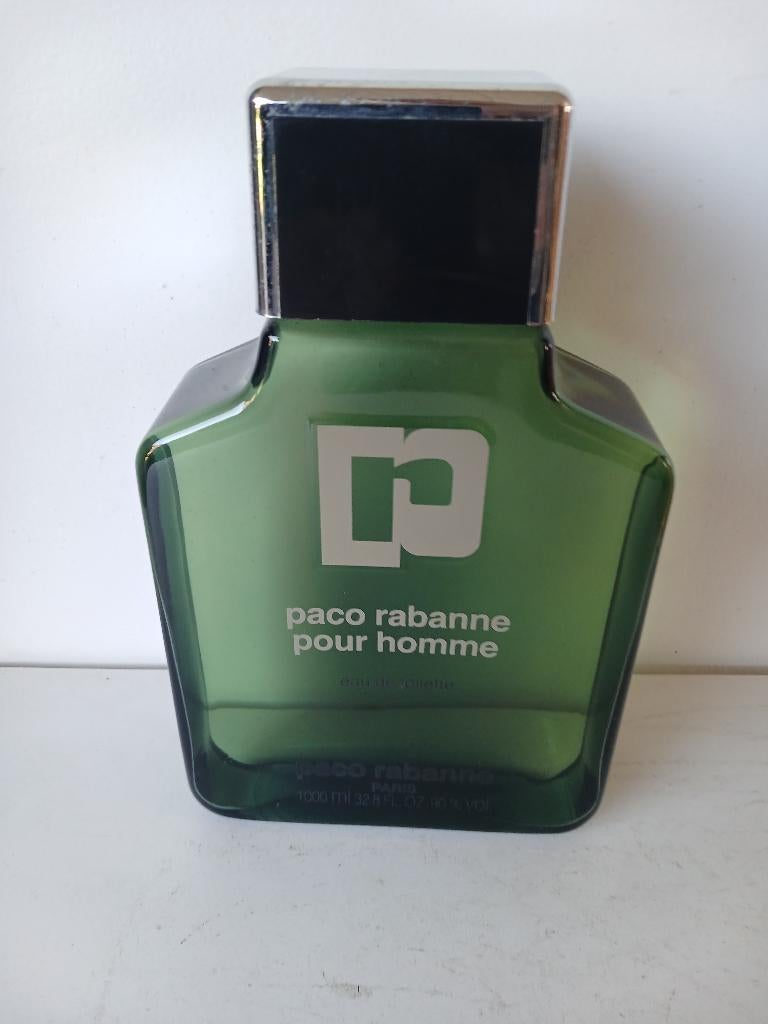 paco rabanne
pour homme
eau de toilette
paco rabanne
PARIS
1000 ml 32.8 FL. OZ. 90 % vol